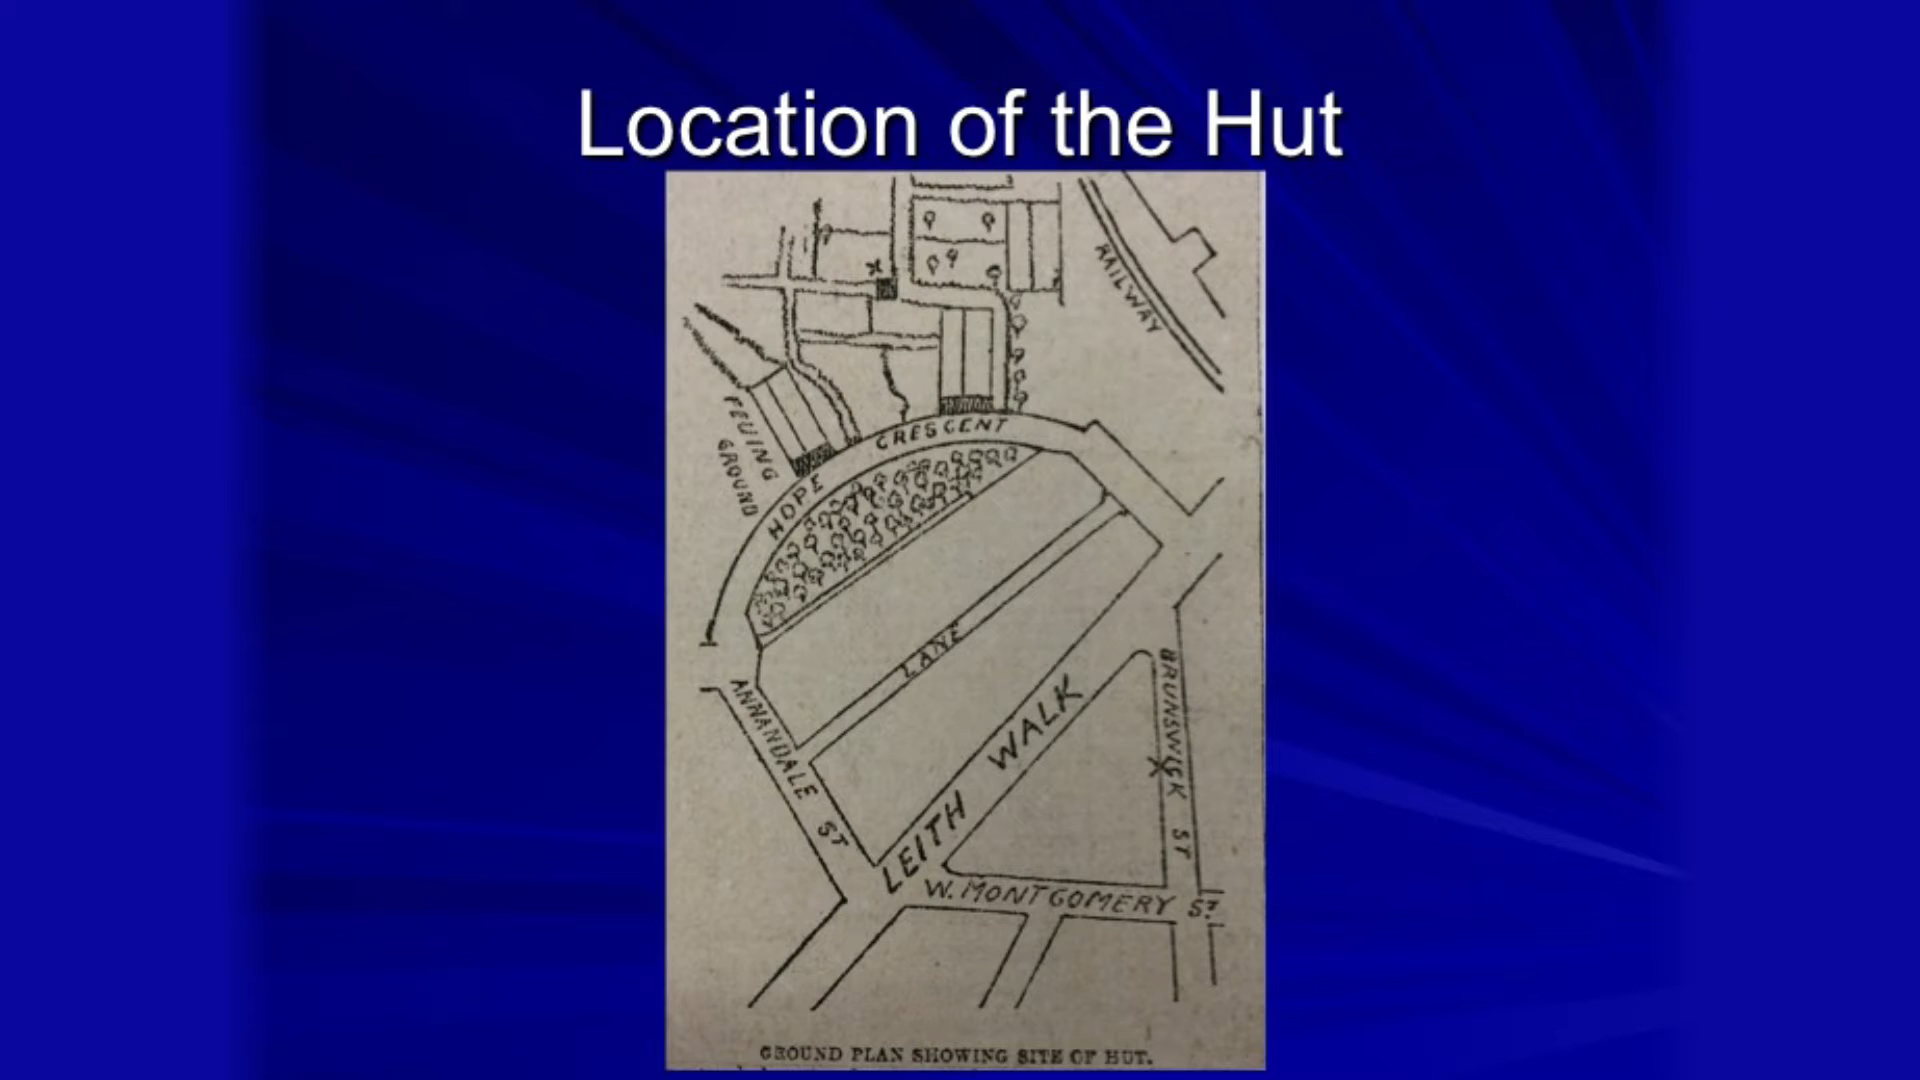 Location of the Hut
RAILWAY
FEUING
GROUND
HOPE CRESCENT
LANE
ANNANDALE ST
LEITH WALK
BRUNSWICK ST
W. MONTGOMERY ST.
GROUND PLAN SHOWING SITE OF HUT.